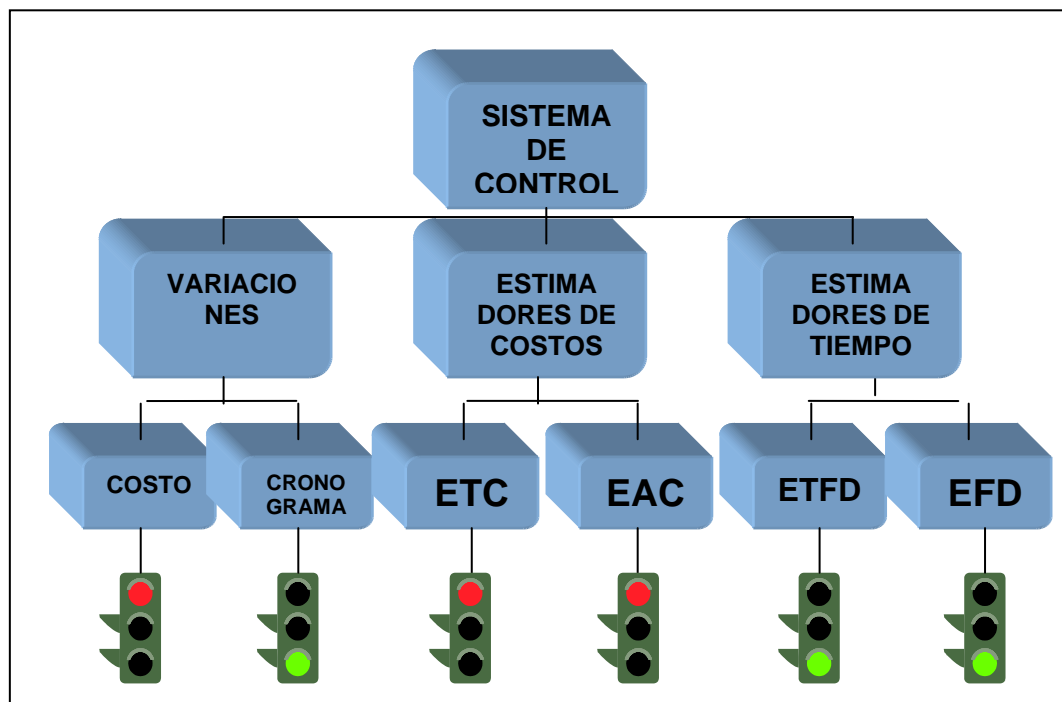 SISTEMA
DE
CONTROL
VARIACIO
NES
ESTIMA
DORES DE
COSTOS
ESTIMA
DORES DE
TIEMPO
COSTO
CRONO
GRAMA
ETC
EAC
ETFD
EFD